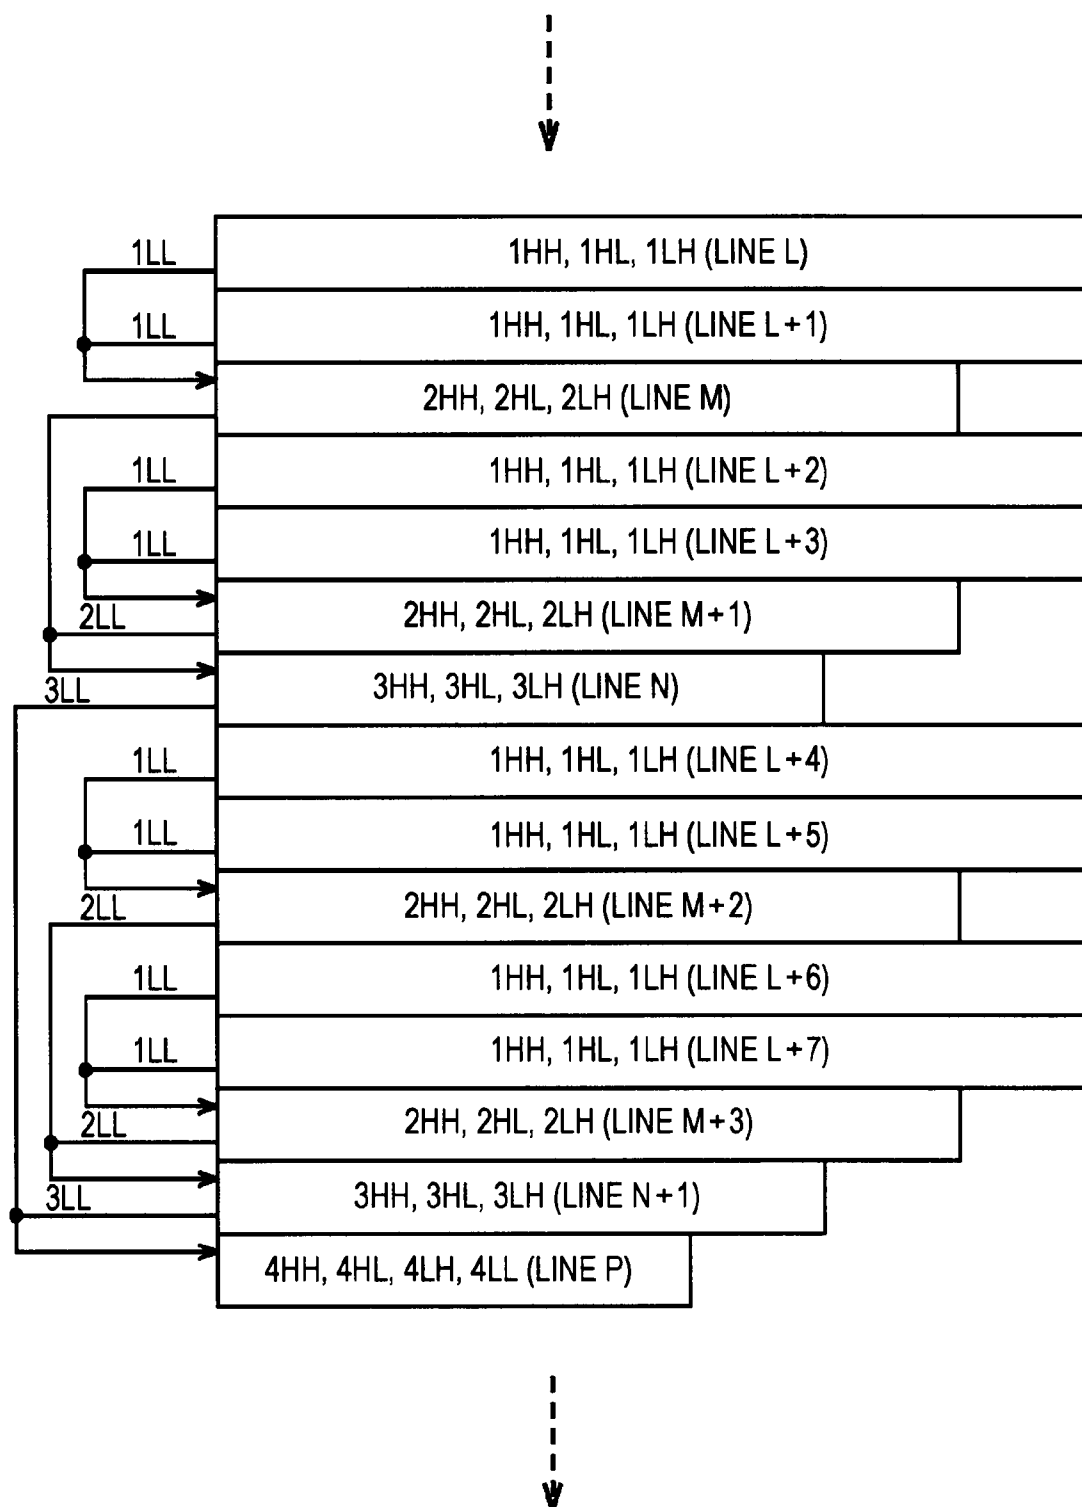 1LL
1HH, 1HL, 1LH (LINE L)
1LL
1HH, 1HL, 1LH (LINE L+1)
2HH, 2HL, 2LH (LINE M)
1LL
1HH, 1HL, 1LH (LINE L+2)
1LL
1HH, 1HL, 1LH (LINE L+3)
2LL
2HH, 2HL, 2LH (LINE M+1)
3LL
3HH, 3HL, 3LH (LINE N)
1LL
1HH, 1HL, 1LH (LINE L+4)
1LL
1HH, 1HL, 1LH (LINE L+5)
2LL
2HH, 2HL, 2LH (LINE M+2)
1LL
1HH, 1HL, 1LH (LINE L+6)
1LL
1HH, 1HL, 1LH (LINE L+7)
2LL
2HH, 2HL, 2LH (LINE M+3)
3LL
3HH, 3HL, 3LH (LINE N+1)
4HH, 4HL, 4LH, 4LL (LINE P)